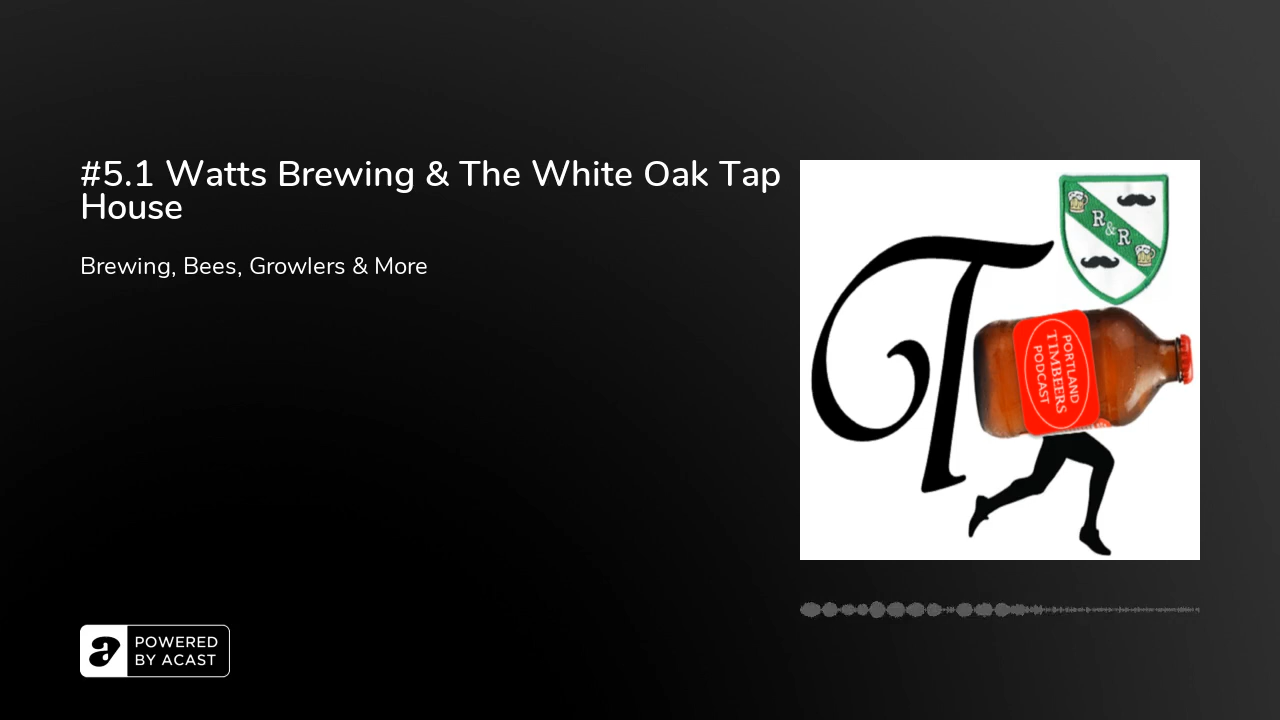 #5.1 Watts Brewing & The White Oak Tap
House
Brewing, Bees, Growlers & More
T
R & R
PORTLAND
TIMBEERS
PODCAST
a
POWERED
BY ACAST